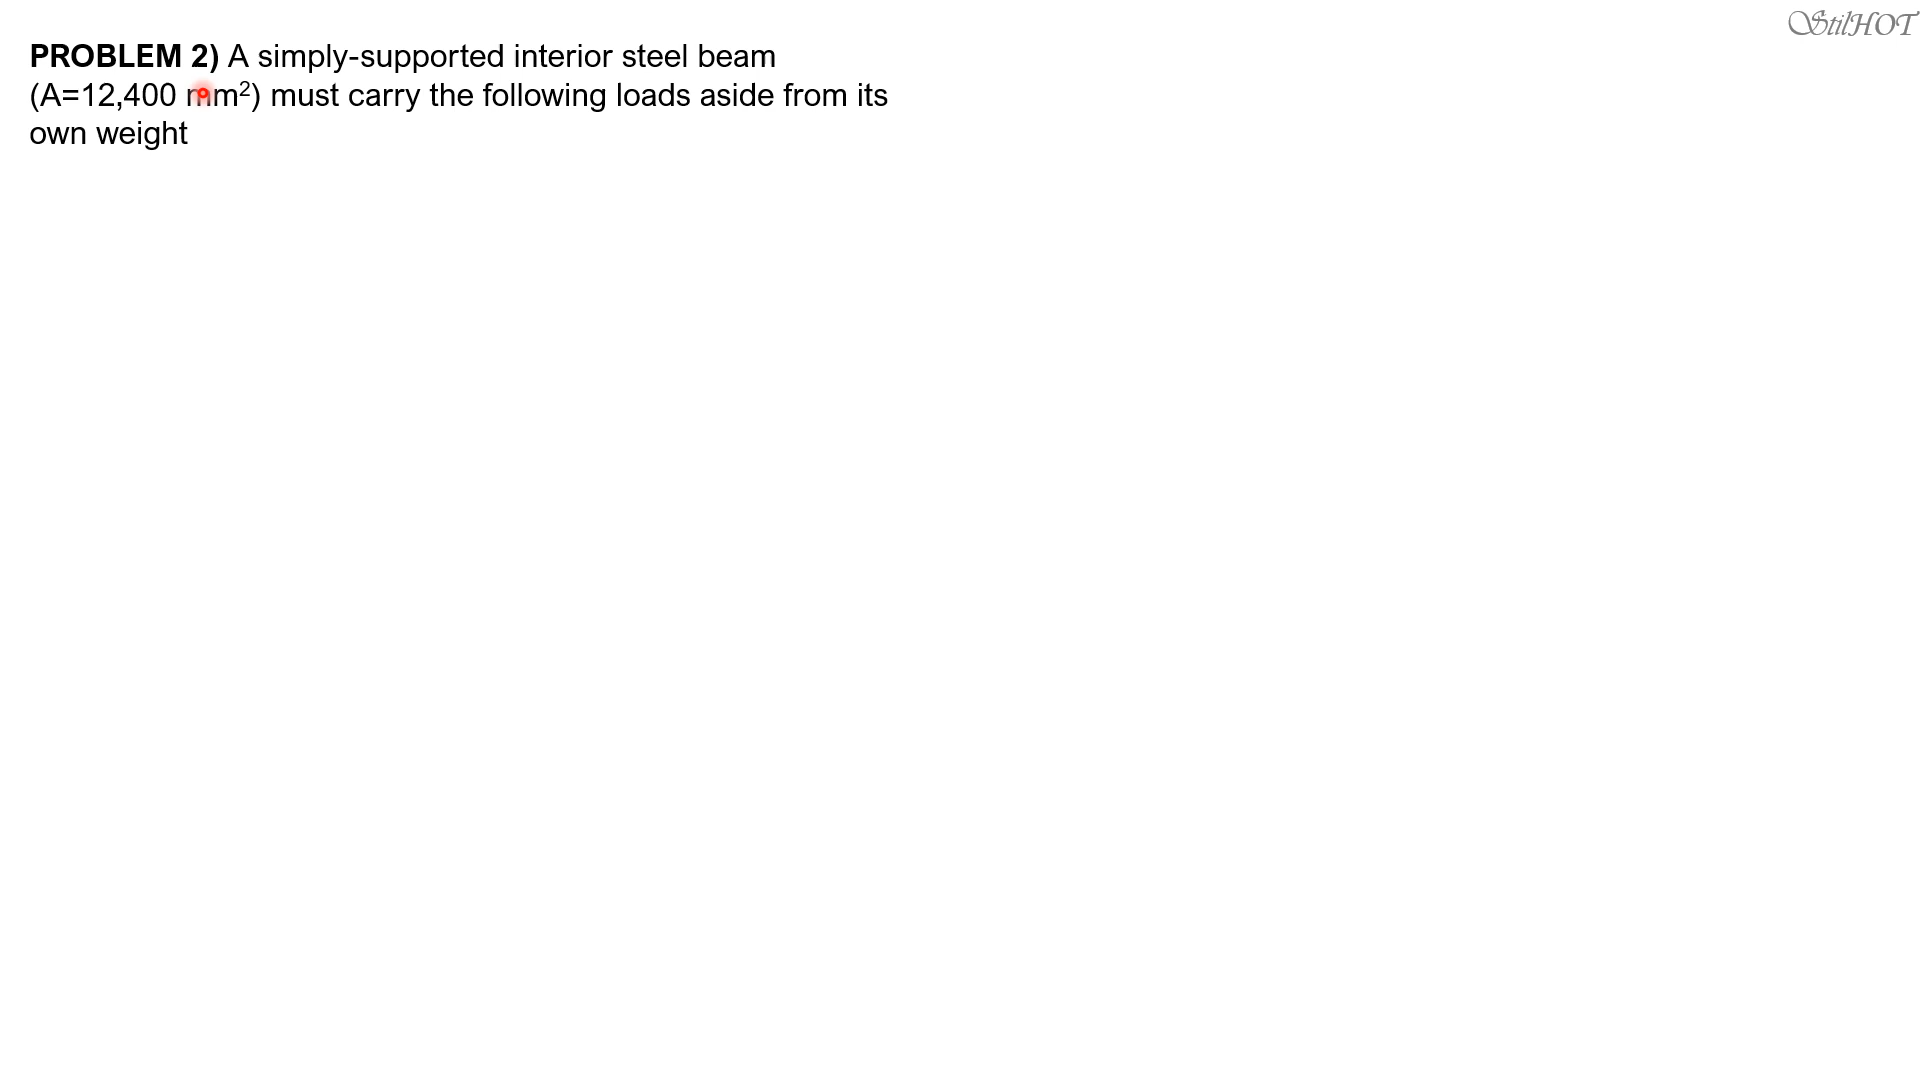 StilHOT
PROBLEM 2) A simply-supported interior steel beam
(A=12,400 mm²) must carry the following loads aside from its
own weight